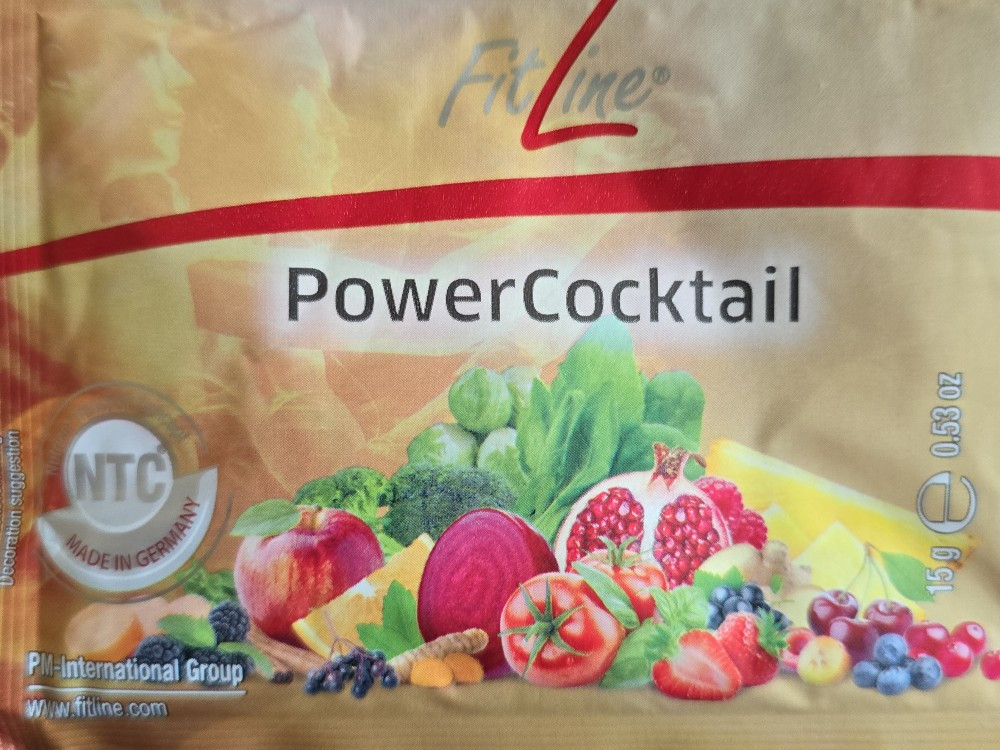 FitLine®
PowerCocktail
NTC®
MADE IN GERMANY
Decoration suggestion
15 g e 0.53 oz
PM-International Group
www.fitline.com